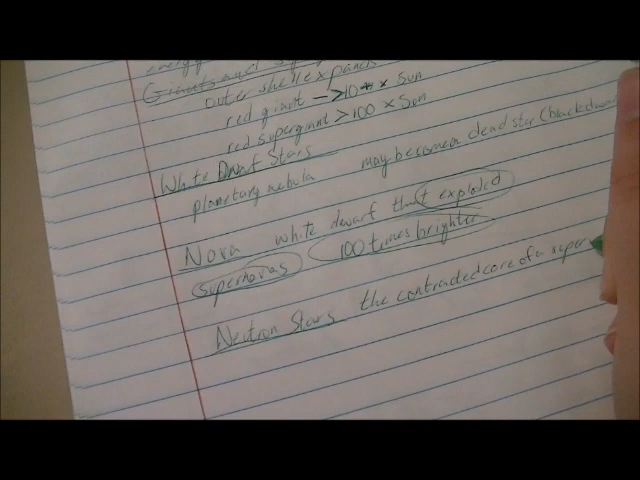 energy
Giants and
outer shell expands
red giant → >10 × Sun
red supergiant > 100 × Sun
White Dwarf Stars
planetary nebula may become a dead star (black dwar
Nova white dwarf that exploded
supernovas 100 times brighter
Neutron Stars the contracted core of a super